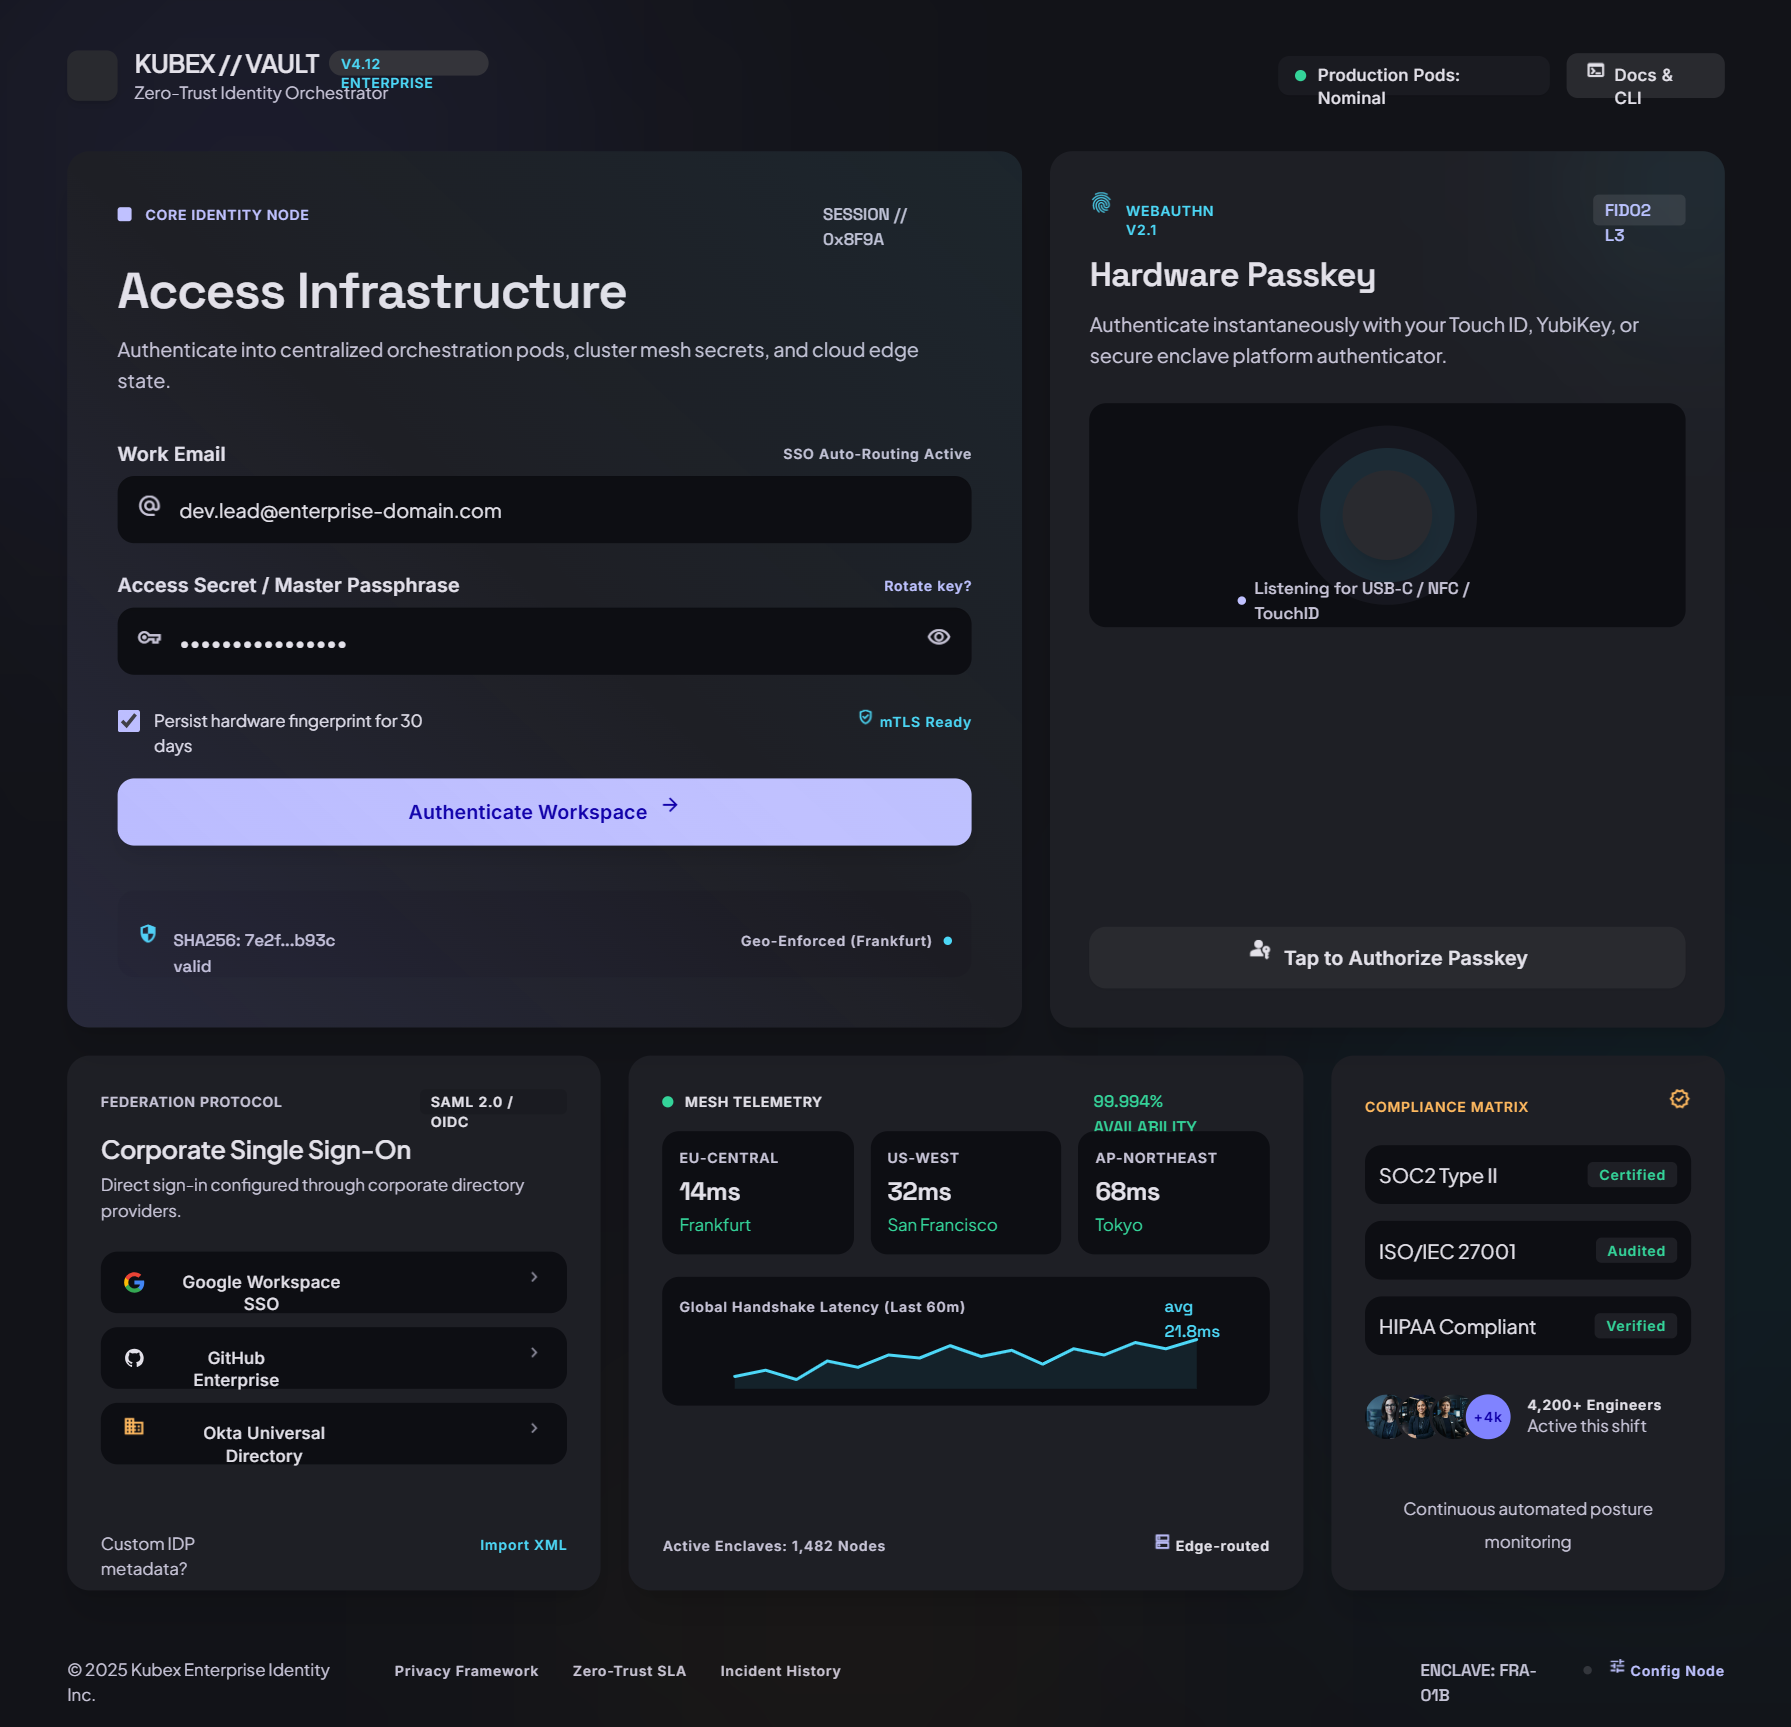 KUBEX // VAULT
V4.12
ENTERPRISE
Zero-Trust Identity Orchestrator
Production Pods:
Nominal
Docs &
CLI
CORE IDENTITY NODE
SESSION //
0x8F9A
Access Infrastructure
Authenticate into centralized orchestration pods, cluster mesh secrets, and cloud edge
state.
Work Email
SSO Auto-Routing Active
dev.lead@enterprise-domain.com
Access Secret / Master Passphrase
Rotate key?
•••••••••••••••
Persist hardware fingerprint for 30
days
mTLS Ready
Authenticate Workspace
SHA256: 7e2f...b93c
valid
Geo-Enforced (Frankfurt)
WEBAUTHN
V2.1
FIDO2
L3
Hardware Passkey
Authenticate instantaneously with your Touch ID, YubiKey, or
secure enclave platform authenticator.
Listening for USB-C / NFC /
TouchID
Tap to Authorize Passkey
FEDERATION PROTOCOL
SAML 2.0 /
OIDC
Corporate Single Sign-On
Direct sign-in configured through corporate directory
providers.
Google Workspace
SSO
GitHub
Enterprise
Okta Universal
Directory
Custom IDP
metadata?
Import XML
MESH TELEMETRY
99.994%
AVAILABILITY
EU-CENTRAL
14ms
Frankfurt
US-WEST
32ms
San Francisco
AP-NORTHEAST
68ms
Tokyo
Global Handshake Latency (Last 60m)
avg
21.8ms
Active Enclaves: 1,482 Nodes
Edge-routed
COMPLIANCE MATRIX
SOC2 Type II
Certified
ISO/IEC 27001
Audited
HIPAA Compliant
Verified
+4k
4,200+ Engineers
Active this shift
Continuous automated posture
monitoring
© 2025 Kubex Enterprise Identity
Inc.
Privacy Framework
Zero-Trust SLA
Incident History
ENCLAVE: FRA-
01B
Config Node